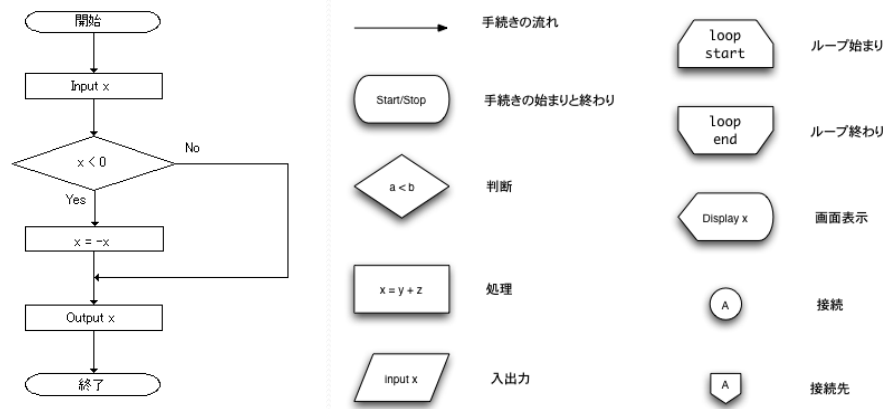 開始
Input x
x < 0
No
Yes
x = -x
Output x
終了
手続きの流れ
Start/Stop
手続きの始まりと終わり
a < b
判断
x = y + z
処理
input x
入出力
loop
start
ループ始まり
loop
end
ループ終わり
Display x
画面表示
A
接続
A
接続先